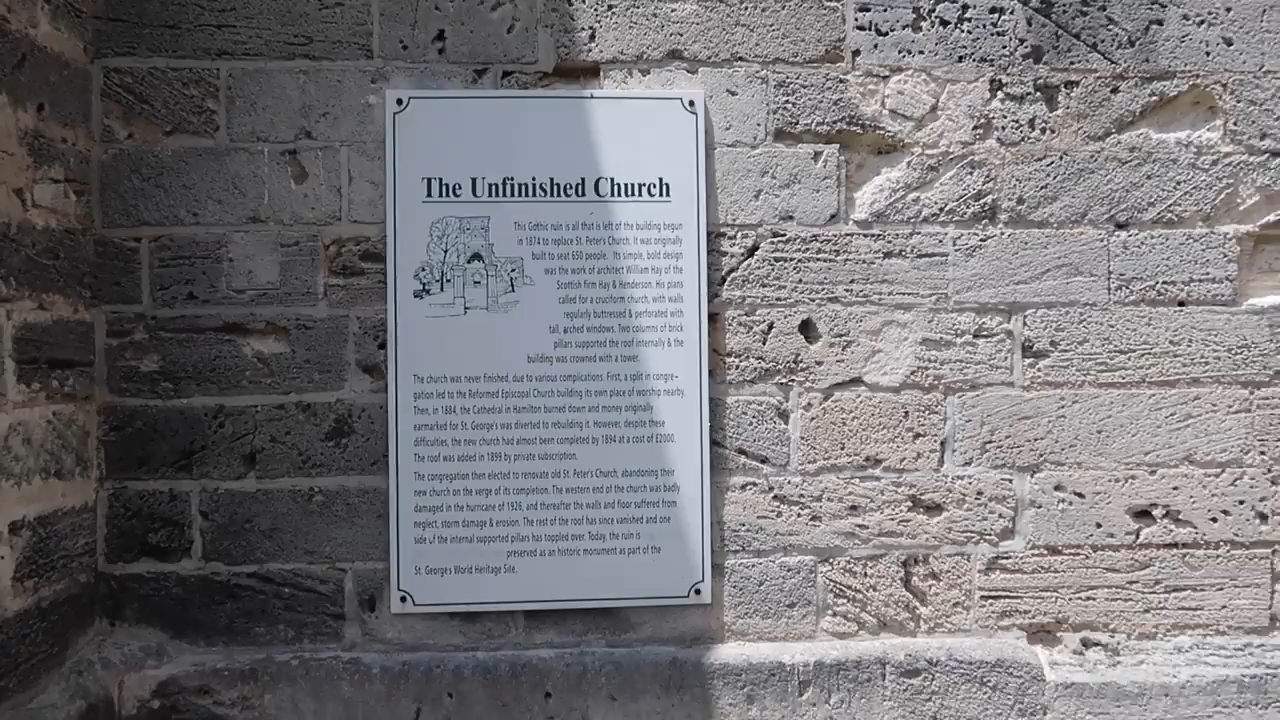 The Unfinished Church
This Gothic ruin is all that is left of the building begun
in 1874 to replace St. Peter's Church. It was originally
built to seat 650 people. Its simple, bold design
was the work of architect William Hay of the
Scottish firm Hay & Henderson. His plans
called for a cruciform church, with walls
regularly buttressed & perforated with
tall, arched windows. Two columns of brick
pillars supported the roof internally & the
building was crowned with a tower.
The church was never finished, due to various complications. First, a split in congre-
gation led to the Reformed Episcopal Church building its own place of worship nearby.
Then, in 1884, the Cathedral in Hamilton burned down and money originally
earmarked for St. George's was diverted to rebuilding it. However, despite these
difficulties, the new church had almost been completed by 1894 at a cost of £2000.
The roof was added in 1899 by private subscription.
The congregation then elected to renovate old St. Peter's Church, abandoning their
new church on the verge of its completion. The western end of the church was badly
damaged in the hurricane of 1926, and thereafter the walls and floor suffered from
neglect, storm damage & erosion. The rest of the roof has since vanished and one
side of the internal supported pillars has toppled over. Today, the ruin is
preserved as an historic monument as part of the
St. George's World Heritage Site.